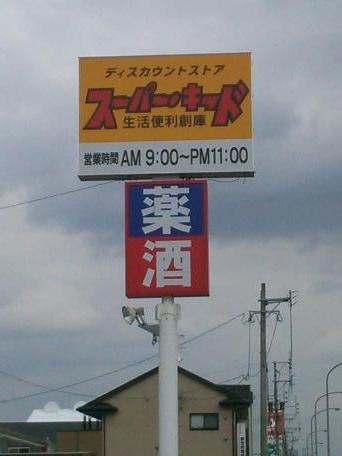 ディスカウントストア
スーパー・キッド
生活便利創庫
営業時間 AM 9:00~PM11:00
薬
酒